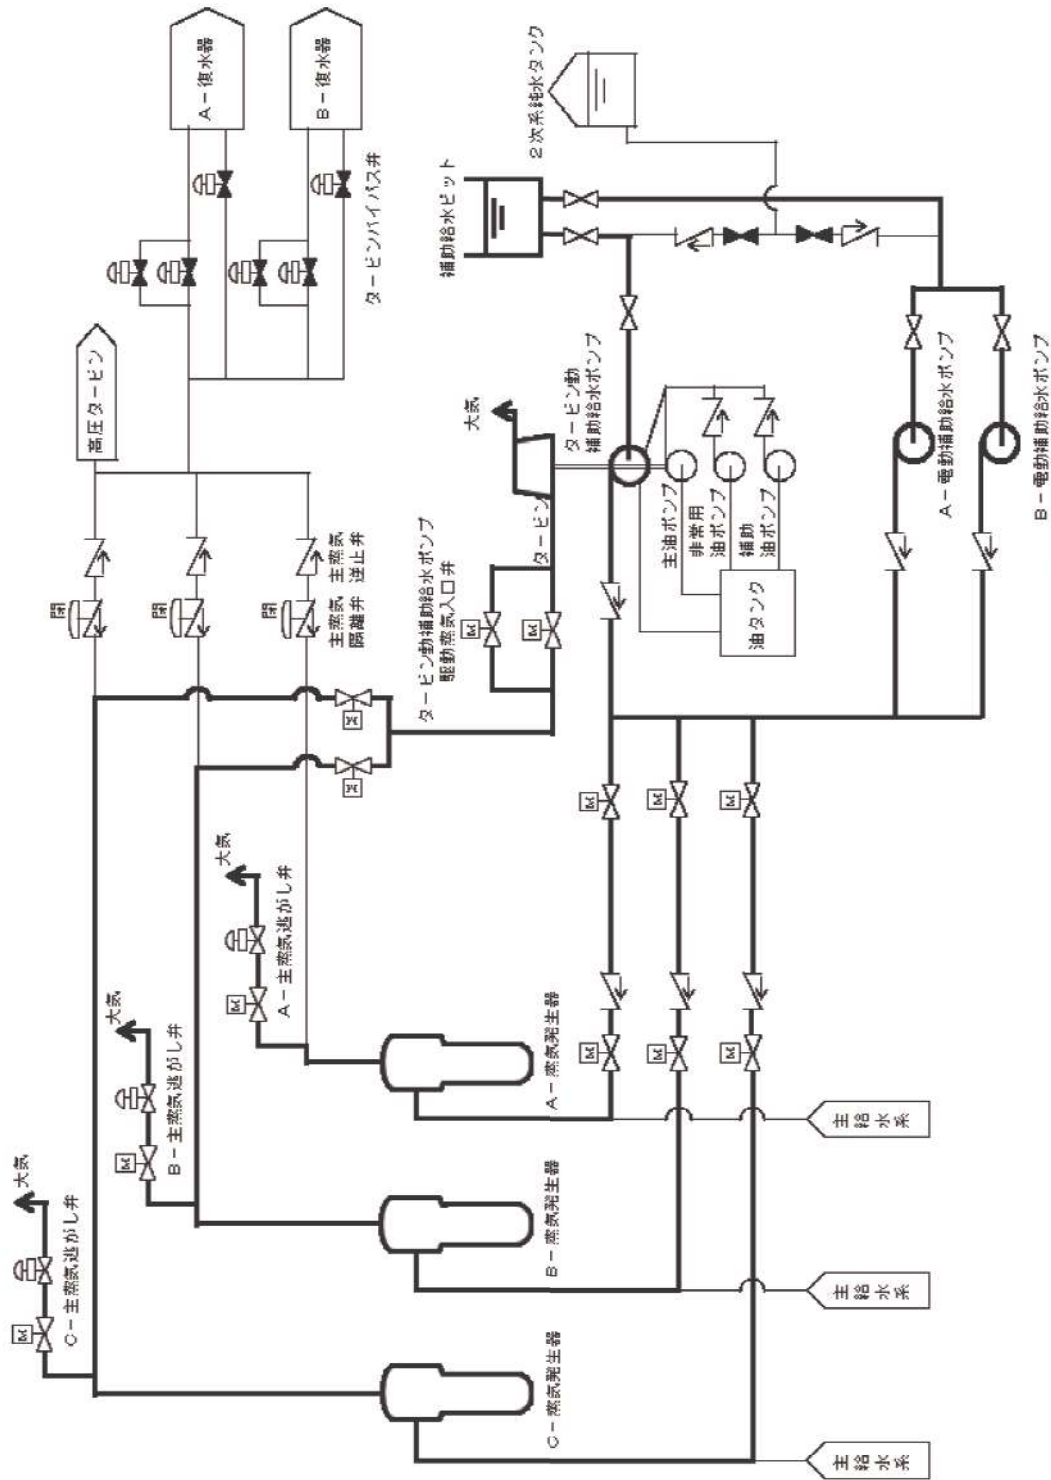 C－主蒸気逃がし弁
大気
B－主蒸気逃がし弁
大気
A－主蒸気逃がし弁
大気
C－蒸気発生器
B－蒸気発生器
A－蒸気発生器
主給水系
主給水系
主給水系
閉
閉
閉
主蒸気
隔離弁
主蒸気
逆止弁
高圧タービン
A－復水器
B－復水器
タービンバイパス弁
タービン動補助給水ポンプ
駆動蒸気入口弁
タービン
大気
タービン動
補助給水ポンプ
補助給水ピット
2次系純水タンク
主油ポンプ
非常用
油ポンプ
補助
油ポンプ
油タンク
A－電動補助給水ポンプ
B－電動補助給水ポンプ
M
M
M
M
M
M
M
M
M
M
M
M
M